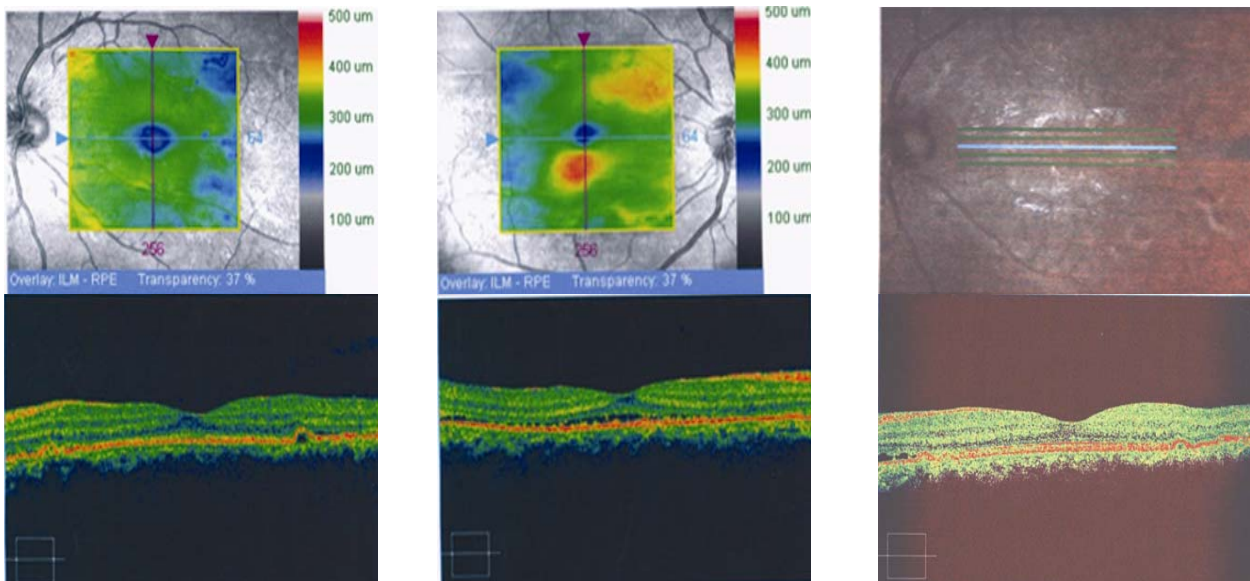 500 um
400 um
300 um
200 um
100 um
64
256
Overlay: ILM - RPE Transparency: 37 %
500 um
400 um
300 um
200 um
100 um
64
256
Overlay: ILM - RPE Transparency: 37 %